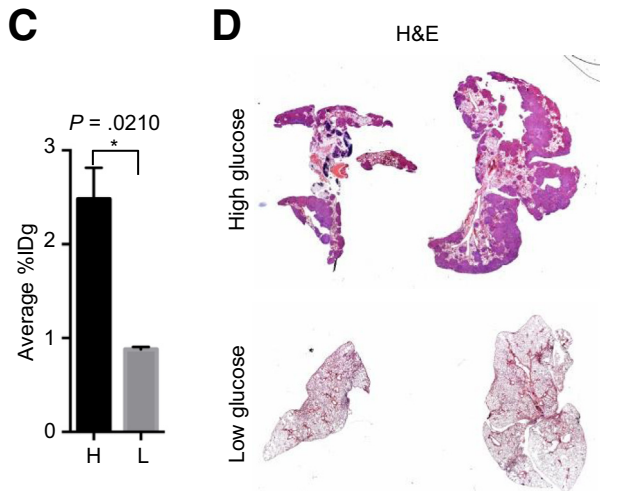 C
P = .0210
*
3
2
1
0
Average %IDg
H L
D
H&E
High glucose
Low glucose
*